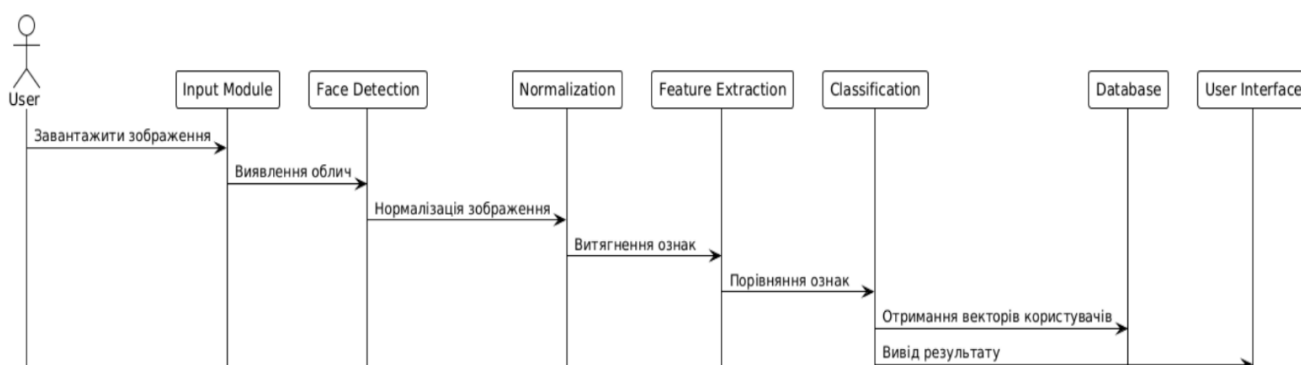 User
Input Module
Face Detection
Normalization
Feature Extraction
Classification
Database
User Interface
Завантажити зображення
Виявлення облич
Нормалізація зображення
Витягнення ознак
Порівняння ознак
Отримання векторів користувачів
Вивід результату